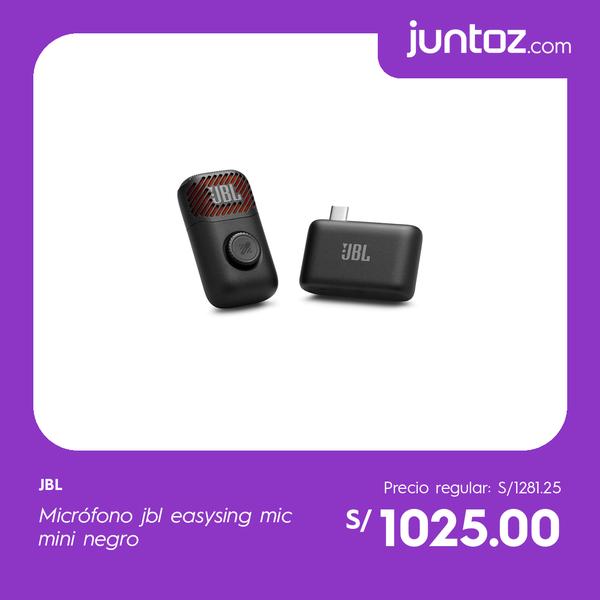 juntoz.com
JBL
JBL
JBL
Precio regular: S/1281.25
Micrófono jbl easysing mic
mini negro
S/ 1025.00